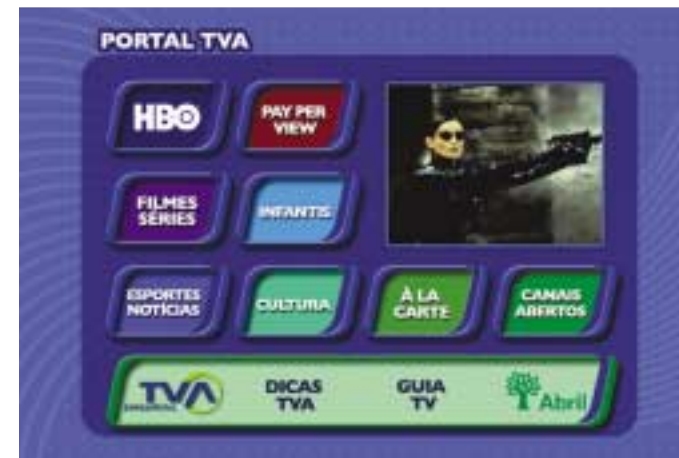 PORTAL TVA
HBO
PAY PER
VIEW
FILMES
SÉRIES
INFANTIS
ESPORTES
NOTÍCIAS
CULTURA
À LA
CARTE
CANAIS
ABERTOS
TVA
DICAS
TVA
GUIA
TV
Abril